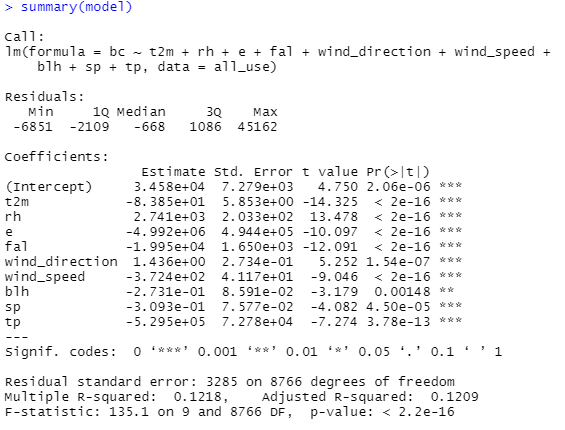 > summary(model)
Call:
lm(formula = bc ~ t2m + rh + e + fal + wind_direction + wind_speed +
    blh + sp + tp, data = all_use)
Residuals:
   Min     1Q Median     3Q    Max
 -6851  -2109   -668   1086  45162
Coefficients:
                 Estimate Std. Error t value Pr(>|t|)
(Intercept)     3.458e+04  7.279e+03   4.750 2.06e-06 ***
t2m            -8.385e+01  5.853e+00 -14.325  < 2e-16 ***
rh              2.741e+03  2.033e+02  13.478  < 2e-16 ***
e              -4.992e+06  4.944e+05 -10.097  < 2e-16 ***
fal            -1.995e+04  1.650e+03 -12.091  < 2e-16 ***
wind_direction  1.436e+00  2.734e-01   5.252 1.54e-07 ***
wind_speed     -3.724e+02  4.117e+01  -9.046  < 2e-16 ***
blh            -2.731e-01  8.591e-02  -3.179  0.00148 **
sp             -3.093e-01  7.577e-02  -4.082 4.50e-05 ***
tp             -5.295e+05  7.278e+04  -7.274 3.78e-13 ***
---
Signif. codes:  0 ‘***’ 0.001 ‘**’ 0.01 ‘*’ 0.05 ‘.’ 0.1 ‘ ’ 1
Residual standard error: 3285 on 8766 degrees of freedom
Multiple R-squared:  0.1218,    Adjusted R-squared:  0.1209
F-statistic: 135.1 on 9 and 8766 DF,  p-value: < 2.2e-16